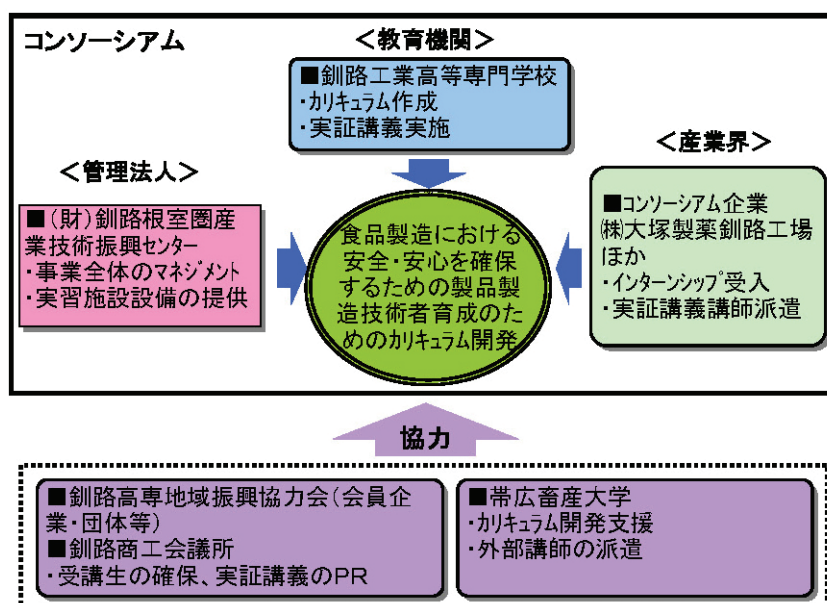 コンソーシアム
＜教育機関＞
■釧路工業高等専門学校
・カリキュラム作成
・実証講義実施
＜管理法人＞
■（財）釧路根室圏産
業技術振興センター
・事業全体のマネジメント
・実習施設設備の提供
食品製造における
安全・安心を確保
するための製品製
造技術者育成のた
めのカリキュラム開発
＜産業界＞
■コンソーシアム企業
㈱大塚製薬釧路工場
ほか
・インターンシップ受入
・実証講義講師派遣
協力
■釧路高専地域振興協力会（会員企
業・団体等）
■釧路商工会議所
・受講生の確保、実証講義のPR
■帯広畜産大学
・カリキュラム開発支援
・外部講師の派遣